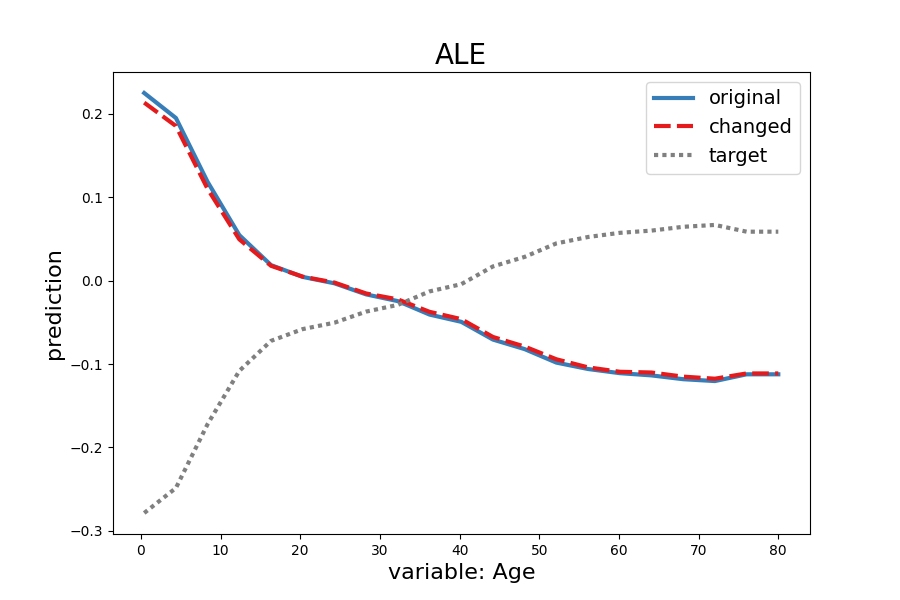 ALE
original
changed
target
0.2
0.1
0.0
−0.1
−0.2
−0.3
prediction
0 10 20 30 40 50 60 70 80
variable: Age